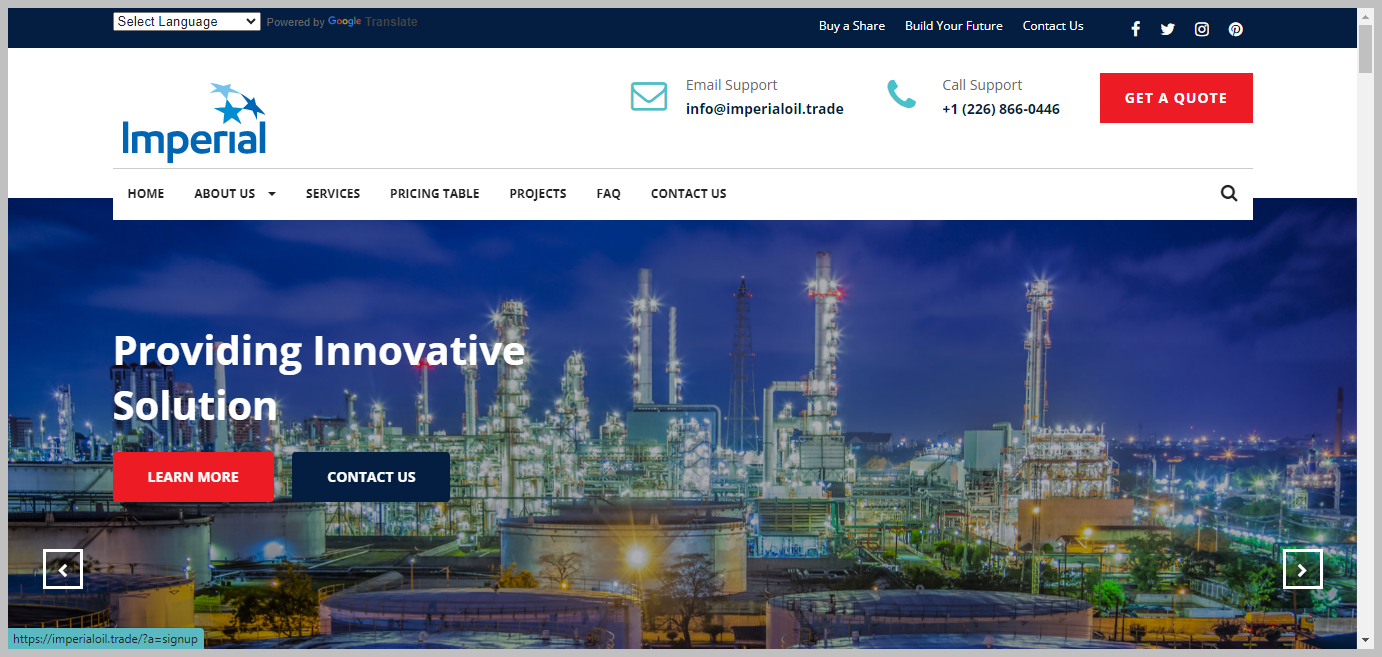 Select Language
Powered by Google Translate
Buy a Share Build Your Future Contact Us
Imperial
Email Support
info@imperialoil.trade
Call Support
+1 (226) 866-0446
GET A QUOTE
HOME ABOUT US SERVICES PRICING TABLE PROJECTS FAQ CONTACT US
Providing Innovative
Solution
LEARN MORE CONTACT US
https://imperialoil.trade/?a=signup